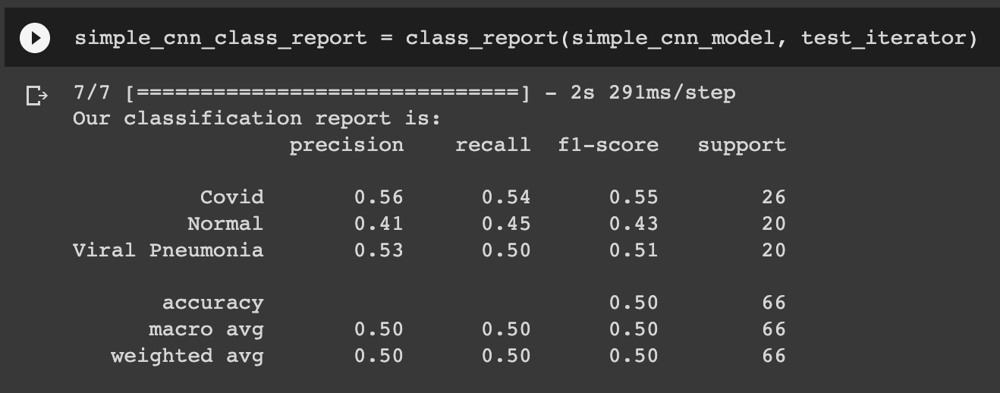 simple_cnn_class_report = class_report(simple_cnn_model, test_iterator)
7/7 [==============================] - 2s 291ms/step
Our classification report is:
precision recall f1-score support
Covid 0.56 0.54 0.55 26
Normal 0.41 0.45 0.43 20
Viral Pneumonia 0.53 0.50 0.51 20
accuracy 0.50 66
macro avg 0.50 0.50 0.50 66
weighted avg 0.50 0.50 0.50 66